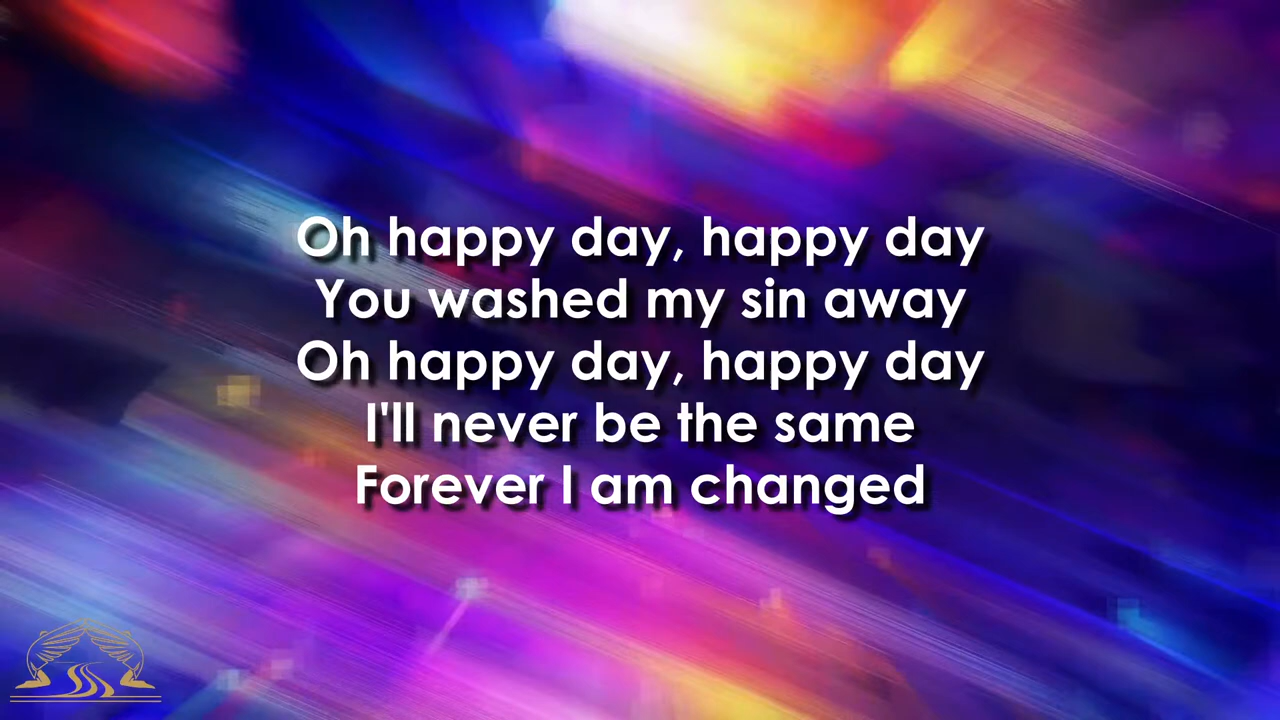 Oh happy day, happy day
You washed my sin away
Oh happy day, happy day
I'll never be the same
Forever I am changed